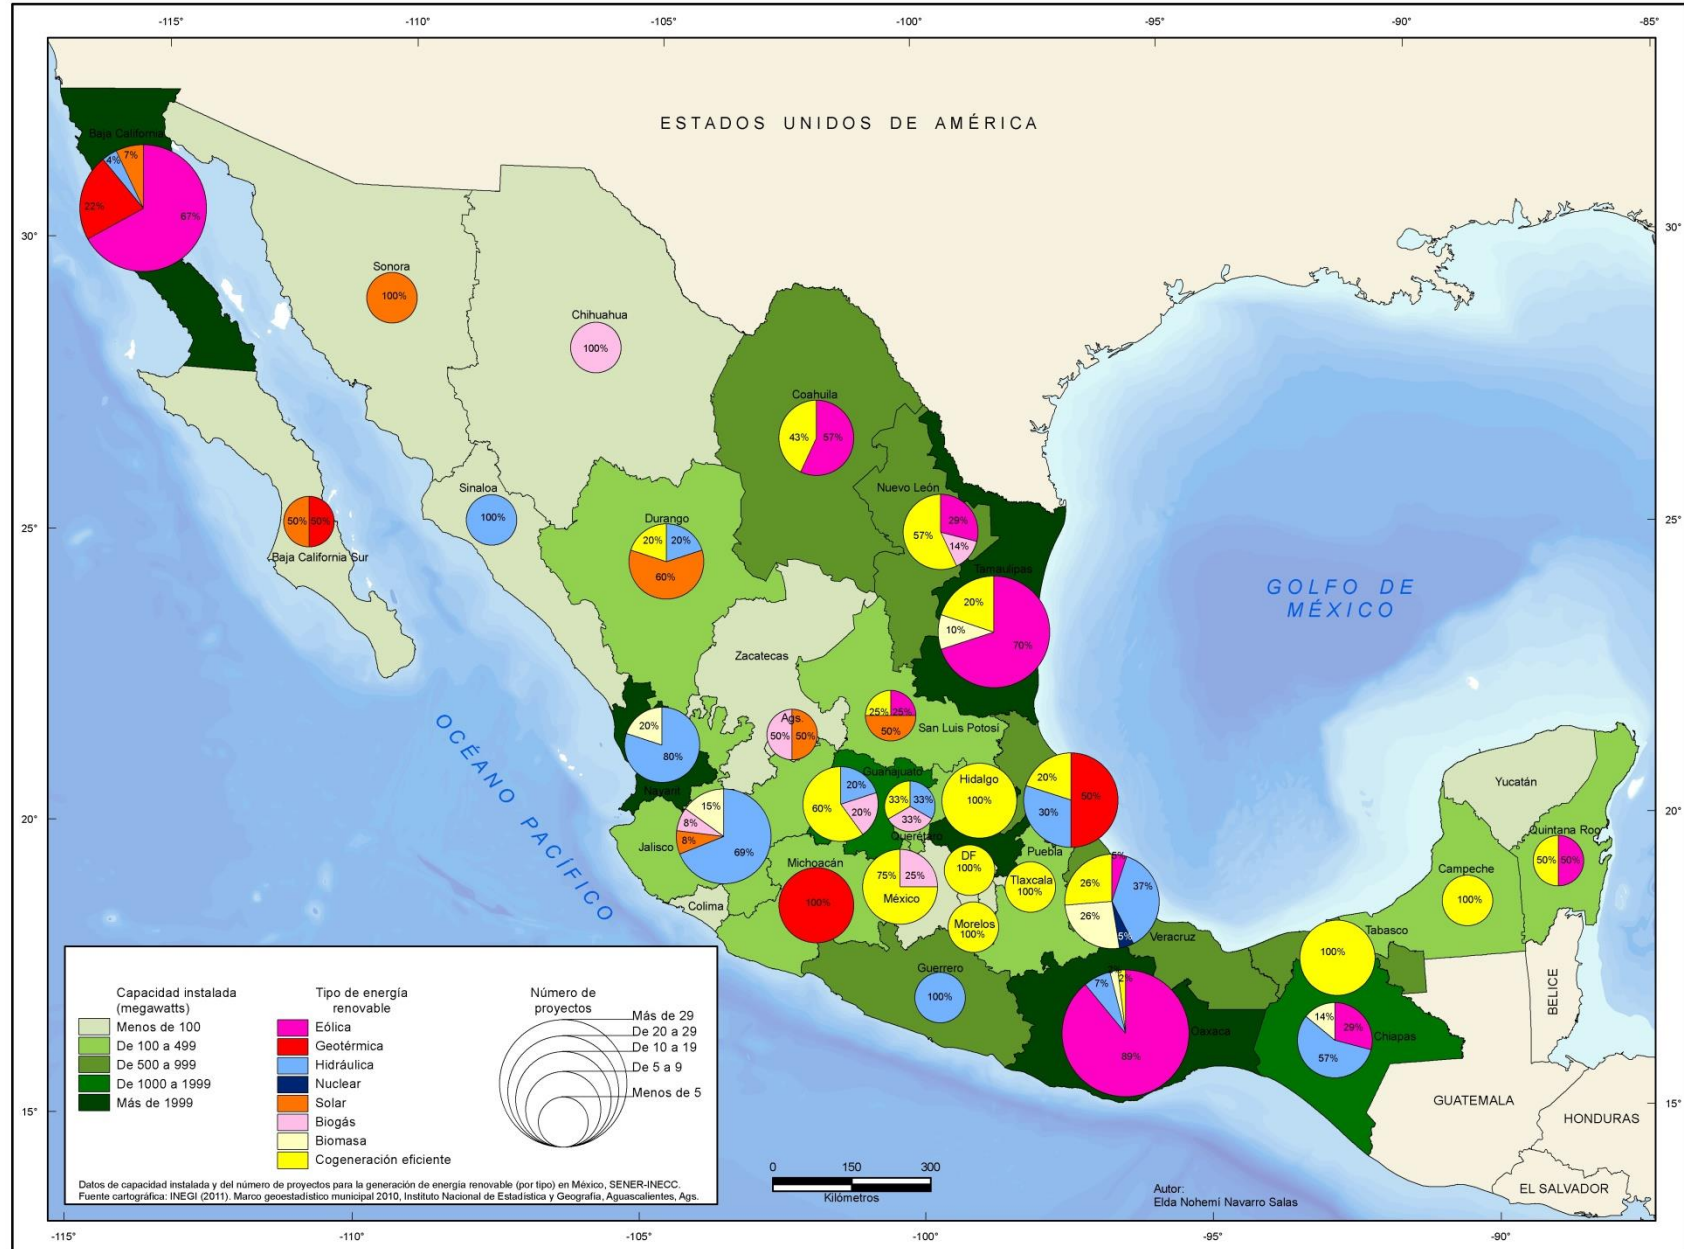 -115°
-105°
-100°
-95°
-90°
-85°
ESTADOS UNIDOS DE AMÉRICA
Baja California
4%
7%
22%
67%
30°
30°
Sonora
100%
Chihuahua
100%
Coahuila
43%
57%
Sinaloa
100%
Nuevo León
29%
57%
14%
Durango
20%
20%
60%
25°
25°
50%
50%
Baja California Sur
Tamaulipas
20%
10%
70%
GOLFO DE
MÉXICO
Zacatecas
25%
25%
50%
San Luis Potosí
Ags.
50%
50%
20%
80%
Nayarit
OCÉANO PACÍFICO
Guanajuato
20%
60%
20%
33%
33%
33%
Querétaro
Hidalgo
100%
20%
50%
30%
Puebla
Yucatán
20°
20°
15%
8%
8%
69%
Jalisco
Michoacán
100%
75%
25%
México
DF
100%
Tlaxcala
100%
Morelos
100%
Colima
5%
26%
37%
26%
5%
Veracruz
Quintana Roo
50%
50%
Campeche
100%
Tabasco
100%
Guerrero
100%
7%
2%
89%
Oaxaca
14%
29%
57%
Chiapas
BELICE
GUATEMALA
HONDURAS
EL SALVADOR
15°
15°
Capacidad instalada
(megawatts)
Menos de 100
De 100 a 499
De 500 a 999
De 1000 a 1999
Más de 1999
Tipo de energía
renovable
Eólica
Geotérmica
Hidráulica
Nuclear
Solar
Biogás
Biomasa
Cogeneración eficiente
Número de
proyectos
Más de 29
De 20 a 29
De 10 a 19
De 5 a 9
Menos de 5
Datos de capacidad instalada y del número de proyectos para la generación de energía renovable (por tipo) en México, SENER-INECC.
Fuente cartográfica: INEGI (2011). Marco geoestadístico municipal 2010, Instituto Nacional de Estadística y Geografía, Aguascalientes, Ags.
0 150 300
Kilómetros
Autor:
Elda Nohemí Navarro Salas
-115°
-110°
-105°
-100°
-95°
-90°